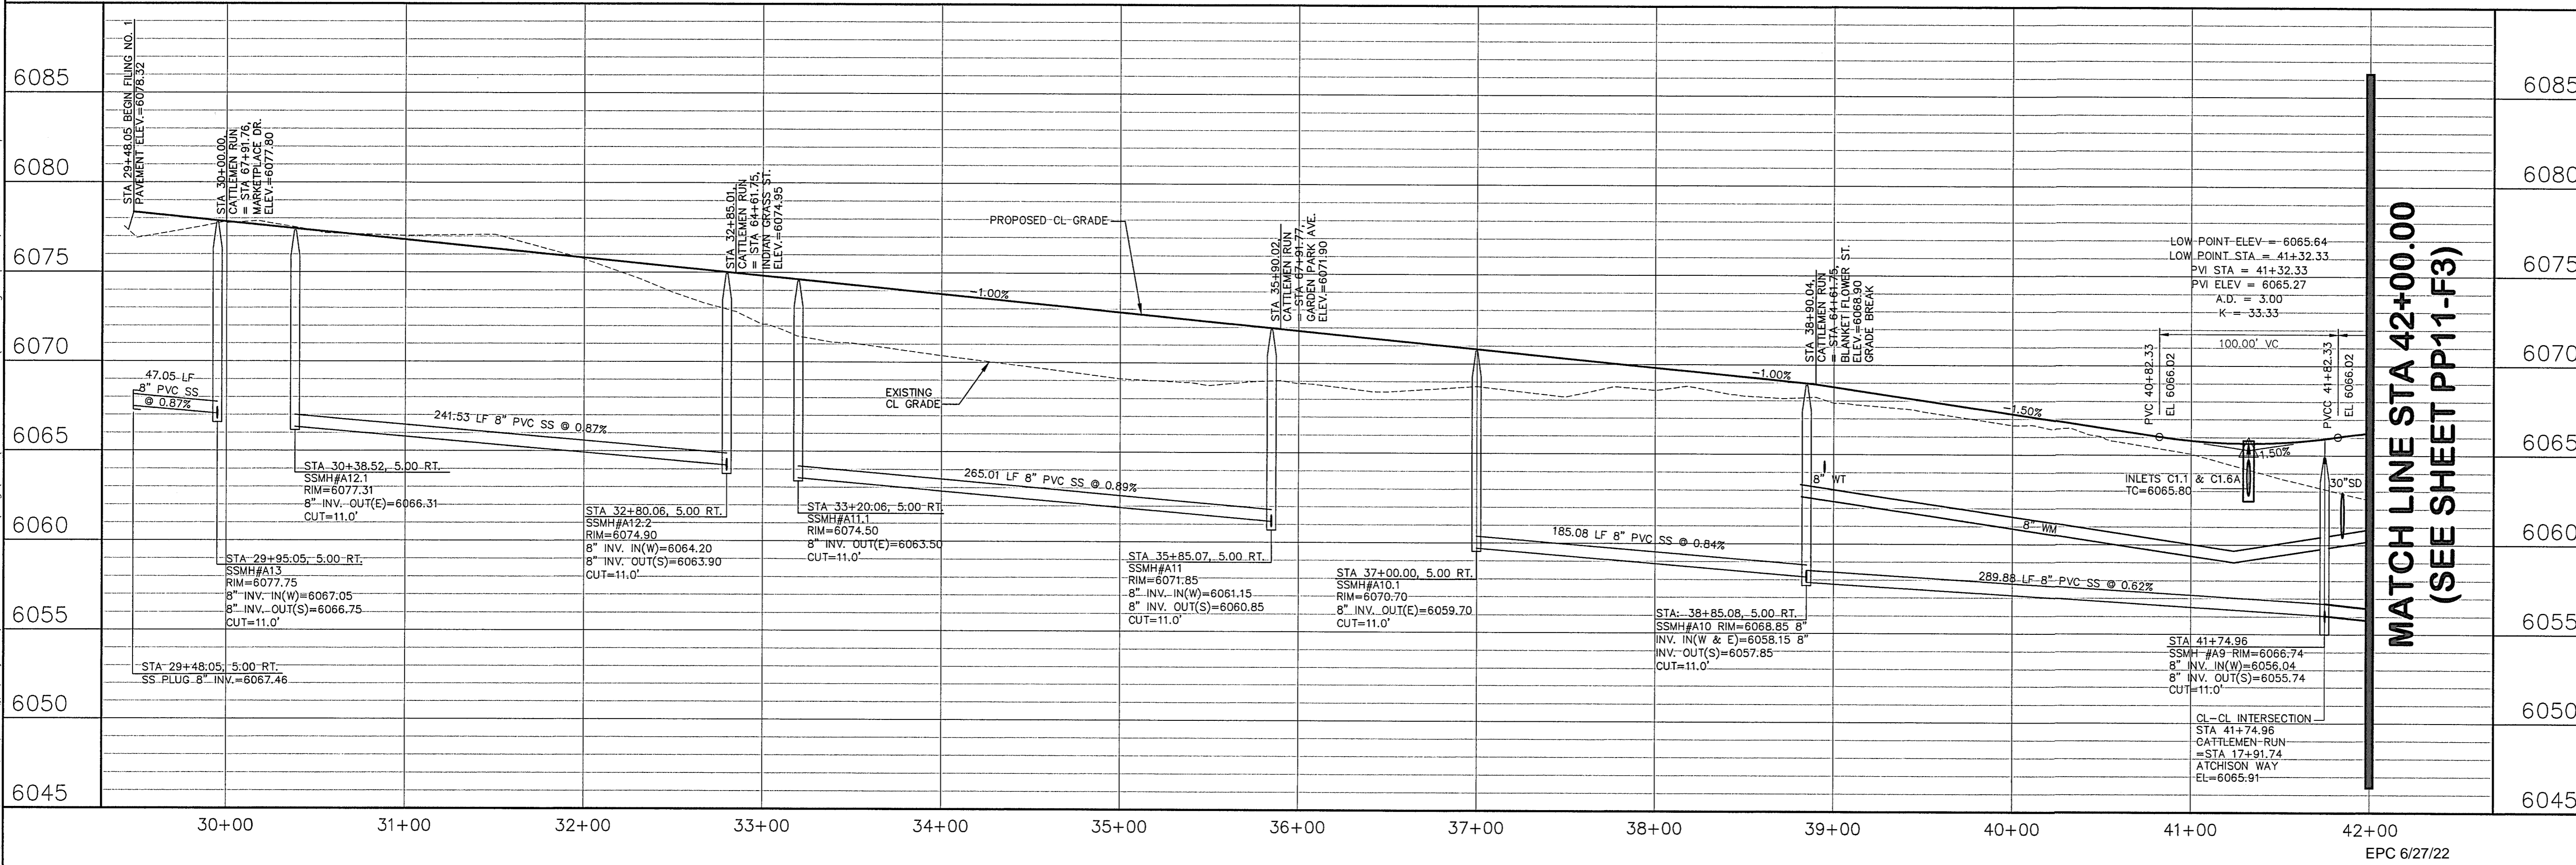 6085
6080
6075
6070
6065
6060
6055
6050
6045
STA 29+48.05 BEGIN FILING NO. 1
PAVEMENT ELEV.=6078.32
STA 30+00.00,
CATTLEMEN RUN
= STA 67+91.76,
MARKETPLACE DR.
ELEV.=6077.80
STA 32+85.01,
CATTLEMEN RUN
= STA 64+61.75,
INDIAN GRASS ST.
ELEV.=6074.95
PROPOSED CL GRADE
-1.00%
STA 35+90.02,
CATTLEMEN RUN
= STA 67+91.77,
GARDEN PARK AVE.
ELEV.=6071.90
-1.00%
STA 38+90.04,
CATTLEMEN RUN
= STA 64+61.75,
BLANKET FLOWER ST.
ELEV.=6068.90
GRADE BREAK
-1.50%
LOW POINT ELEV = 6065.64
LOW POINT STA = 41+32.33
PVI STA = 41+32.33
PVI ELEV = 6065.27
A.D. = 3.00
K = 33.33
100.00' VC
PVC 40+82.33
EL 6066.02
PVCC 41+82.33
EL 6066.02
1.50%
MATCH LINE STA 42+00.00
(SEE SHEET PP11-F3)
EXISTING
CL GRADE
47.05 LF
8" PVC SS
@ 0.87%
241.53 LF 8" PVC SS @ 0.87%
265.01 LF 8" PVC SS @ 0.89%
185.08 LF 8" PVC SS @ 0.84%
289.88 LF 8" PVC SS @ 0.62%
8" WT
8" WM
INLETS C1.1 & C1.6A
TC=6065.80
30"SD
STA 29+48.05, 5.00 RT.
SS PLUG 8" INV.=6067.46
STA 29+95.05, 5.00 RT.
SSMH#A13
RIM=6077.75
8" INV. IN(W)=6067.05
8" INV. OUT(S)=6066.75
CUT=11.0'
STA 30+38.52, 5.00 RT.
SSMH#A12.1
RIM=6077.31
8" INV. OUT(E)=6066.31
CUT=11.0'
STA 32+80.06, 5.00 RT.
SSMH#A12.2
RIM=6074.90
8" INV. IN(W)=6064.20
8" INV. OUT(S)=6063.90
CUT=11.0'
STA 33+20.06, 5.00 RT.
SSMH#A11.1
RIM=6074.50
8" INV. OUT(E)=6063.50
CUT=11.0'
STA 35+85.07, 5.00 RT.
SSMH#A11
RIM=6071.85
8" INV. IN(W)=6061.15
8" INV. OUT(S)=6060.85
CUT=11.0'
STA 37+00.00, 5.00 RT.
SSMH#A10.1
RIM=6070.70
8" INV. OUT(E)=6059.70
CUT=11.0'
STA: 38+85.08, 5.00 RT.
SSMH#A10 RIM=6068.85 8"
INV. IN(W & E)=6058.15 8"
INV. OUT(S)=6057.85
CUT=11.0'
STA 41+74.96
SSMH #A9 RIM=6066.74
8" INV. IN(W)=6056.04
8" INV. OUT(S)=6055.74
CUT=11.0'
CL-CL INTERSECTION
STA 41+74.96
CATTLEMEN RUN
=STA 17+91.74
ATCHISON WAY
EL=6065.91
6085
6080
6075
6070
6065
6060
6055
6050
6045
30+00
31+00
32+00
33+00
34+00
35+00
36+00
37+00
38+00
39+00
40+00
41+00
42+00
EPC 6/27/22